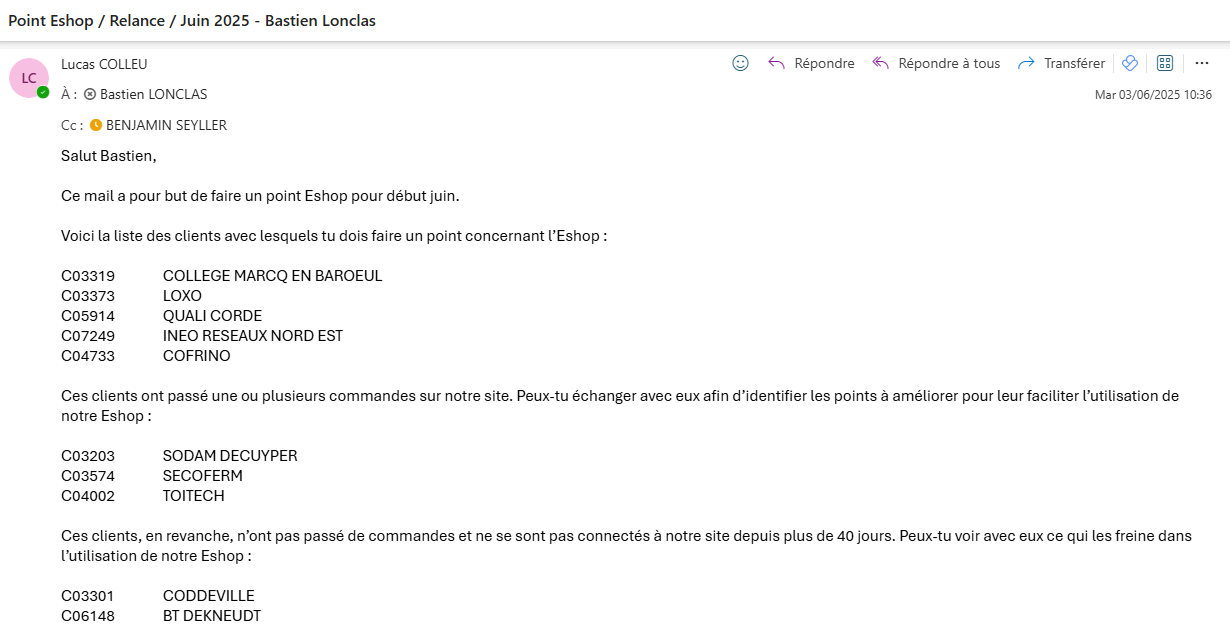 Point Eshop / Relance / Juin 2025 - Bastien Lonclas
Lucas COLLEU
Répondre
Répondre à tous
Transférer
LC
À : Bastien LONCLAS
Mar 03/06/2025 10:36
Cc : BENJAMIN SEYLLER
Salut Bastien,
Ce mail a pour but de faire un point Eshop pour début juin.
Voici la liste des clients avec lesquels tu dois faire un point concernant l’Eshop :
C03319 COLLEGE MARCQ EN BAROEUL
C03373 LOXO
C05914 QUALI CORDE
C07249 INEO RESEAUX NORD EST
C04733 COFRINO
Ces clients ont passé une ou plusieurs commandes sur notre site. Peux-tu échanger avec eux afin d’identifier les points à améliorer pour leur faciliter l’utilisation de
notre Eshop :
C03203 SODAM DECUYPER
C03574 SECOFERM
C04002 TOITECH
Ces clients, en revanche, n’ont pas passé de commandes et ne se sont pas connectés à notre site depuis plus de 40 jours. Peux-tu voir avec eux ce qui les freine dans
l’utilisation de notre Eshop :
C03301 CODDEVILLE
C06148 BT DEKNEUDT